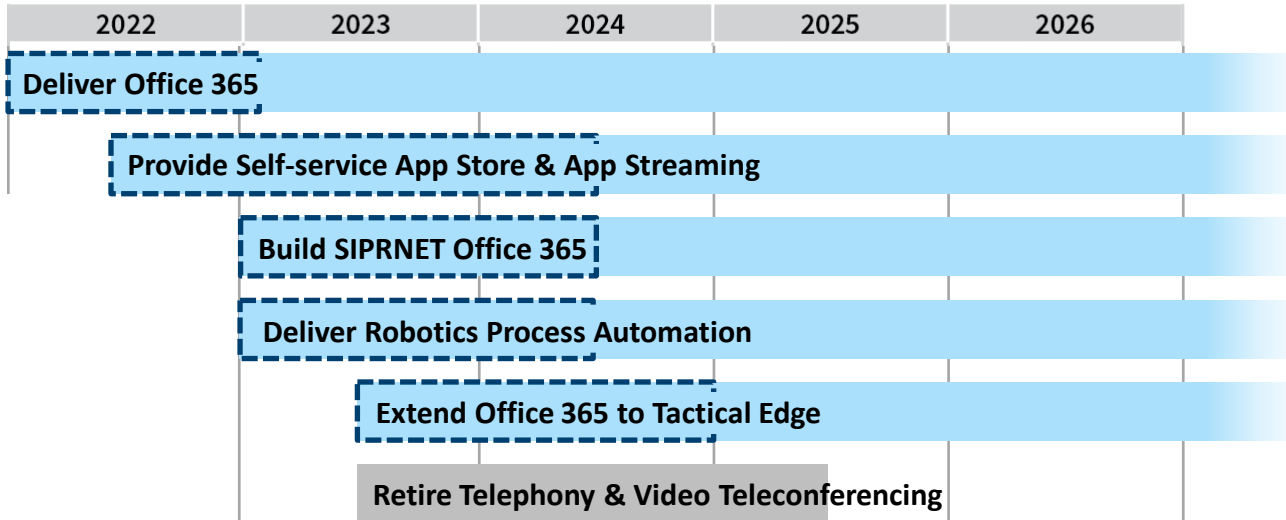 2022 2023 2024 2025 2026
Deliver Office 365
Provide Self-service App Store & App Streaming
Build SIPRNET Office 365
Deliver Robotics Process Automation
Extend Office 365 to Tactical Edge
Retire Telephony & Video Teleconferencing